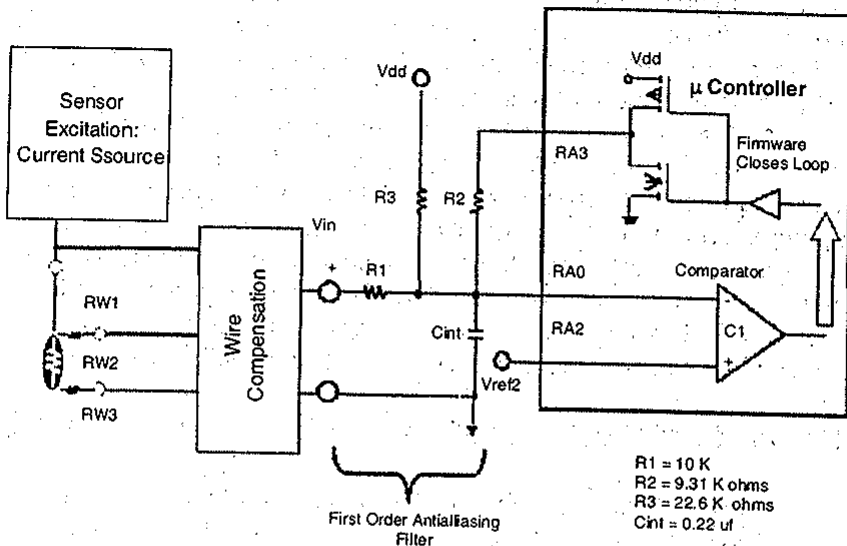 Sensor
Excitation:
Current Ssource
Vdd
Vdd
μ Controller
RA3
Firmware
Closes Loop
R3
R2
Vin
+
R1
RA0
Comparator
RW1
Wire
Compensation
Cint
RA2
-
C1
+
RW2
Vref2
RW3
R1 = 10 K
R2 = 9.31 K ohms
R3 = 22.6 K ohms
Cint = 0.22 uf
First Order Antialliasing
Filter